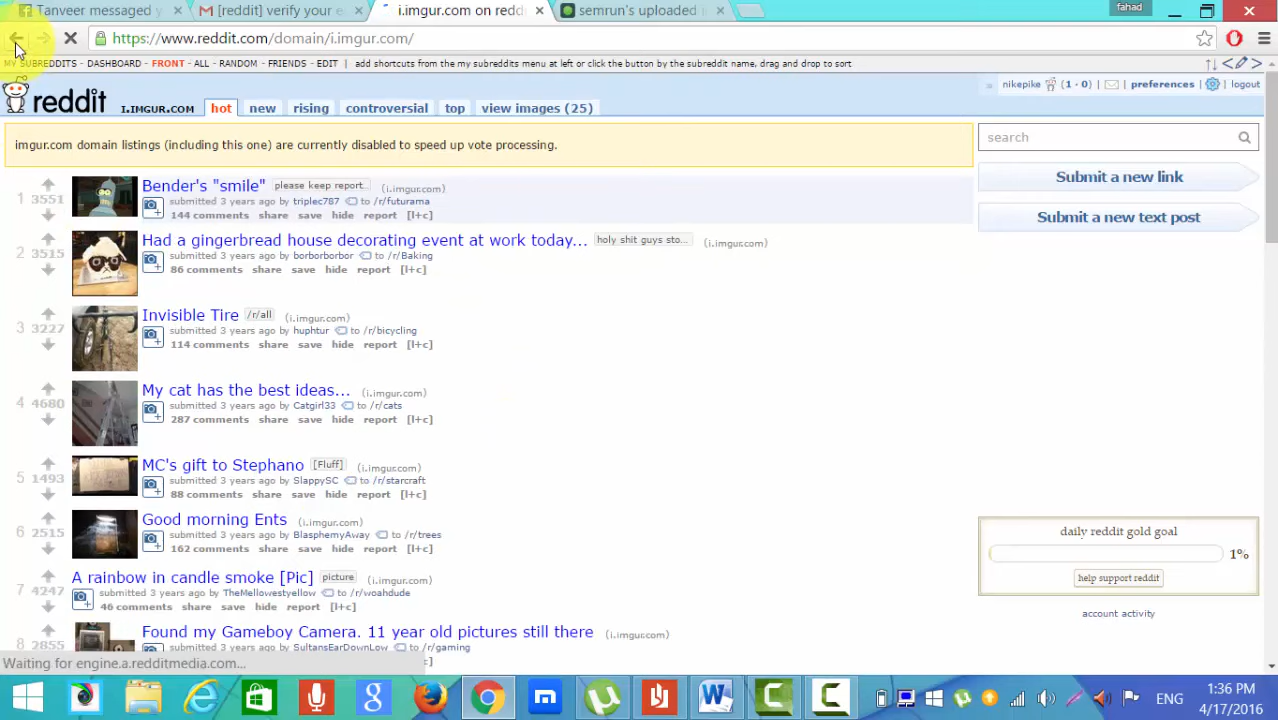 Tanveer messaged y
[reddit] verify your e
i.imgur.com on redd
semrun's uploaded i
fahad
https://www.reddit.com/domain/i.imgur.com/
MY SUBREDDITS - DASHBOARD - FRONT - ALL - RANDOM - FRIENDS - EDIT | add shortcuts from the my subreddits menu at left or click the button by the subreddit name, drag and drop to sort.
nikepike (1 · 0) | | preferences | | logout
reddit I.IMGUR.COM hot new rising controversial top view images (25)
imgur.com domain listings (including this one) are currently disabled to speed up vote processing.
search
Submit a new link
Submit a new text post
1 3551 Bender's "smile" please keep report... (i.imgur.com)
submitted 3 years ago by triplec787 to /r/futurama
144 comments share save hide report [l+c]
2 3515 Had a gingerbread house decorating event at work today... holy shit guys sto... (i.imgur.com)
submitted 3 years ago by borborborbor to /r/Baking
86 comments share save hide report [l+c]
3 3227 Invisible Tire /r/all (i.imgur.com)
submitted 3 years ago by huphtur to /r/bicycling
114 comments share save hide report [l+c]
4 4680 My cat has the best ideas... (i.imgur.com)
submitted 3 years ago by Catgirl33 to /r/cats
287 comments share save hide report [l+c]
5 1493 MC's gift to Stephano [Fluff] (i.imgur.com)
submitted 3 years ago by SlappySC to /r/starcraft
88 comments share save hide report [l+c]
6 2515 Good morning Ents (i.imgur.com)
submitted 3 years ago by BlasphemyAway to /r/trees
162 comments share save hide report [l+c]
7 4247 A rainbow in candle smoke [Pic] picture (i.imgur.com)
submitted 3 years ago by TheMellowestyellow to /r/woahdude
46 comments share save hide report [l+c]
8 2855 Found my Gameboy Camera. 11 year old pictures still there (i.imgur.com)
submitted 3 years ago by SultansEarDownLow to /r/gaming
+c]
daily reddit gold goal
1%
help support reddit
account activity
Waiting for engine.a.redditmedia.com...
ENG
1:36 PM
4/17/2016